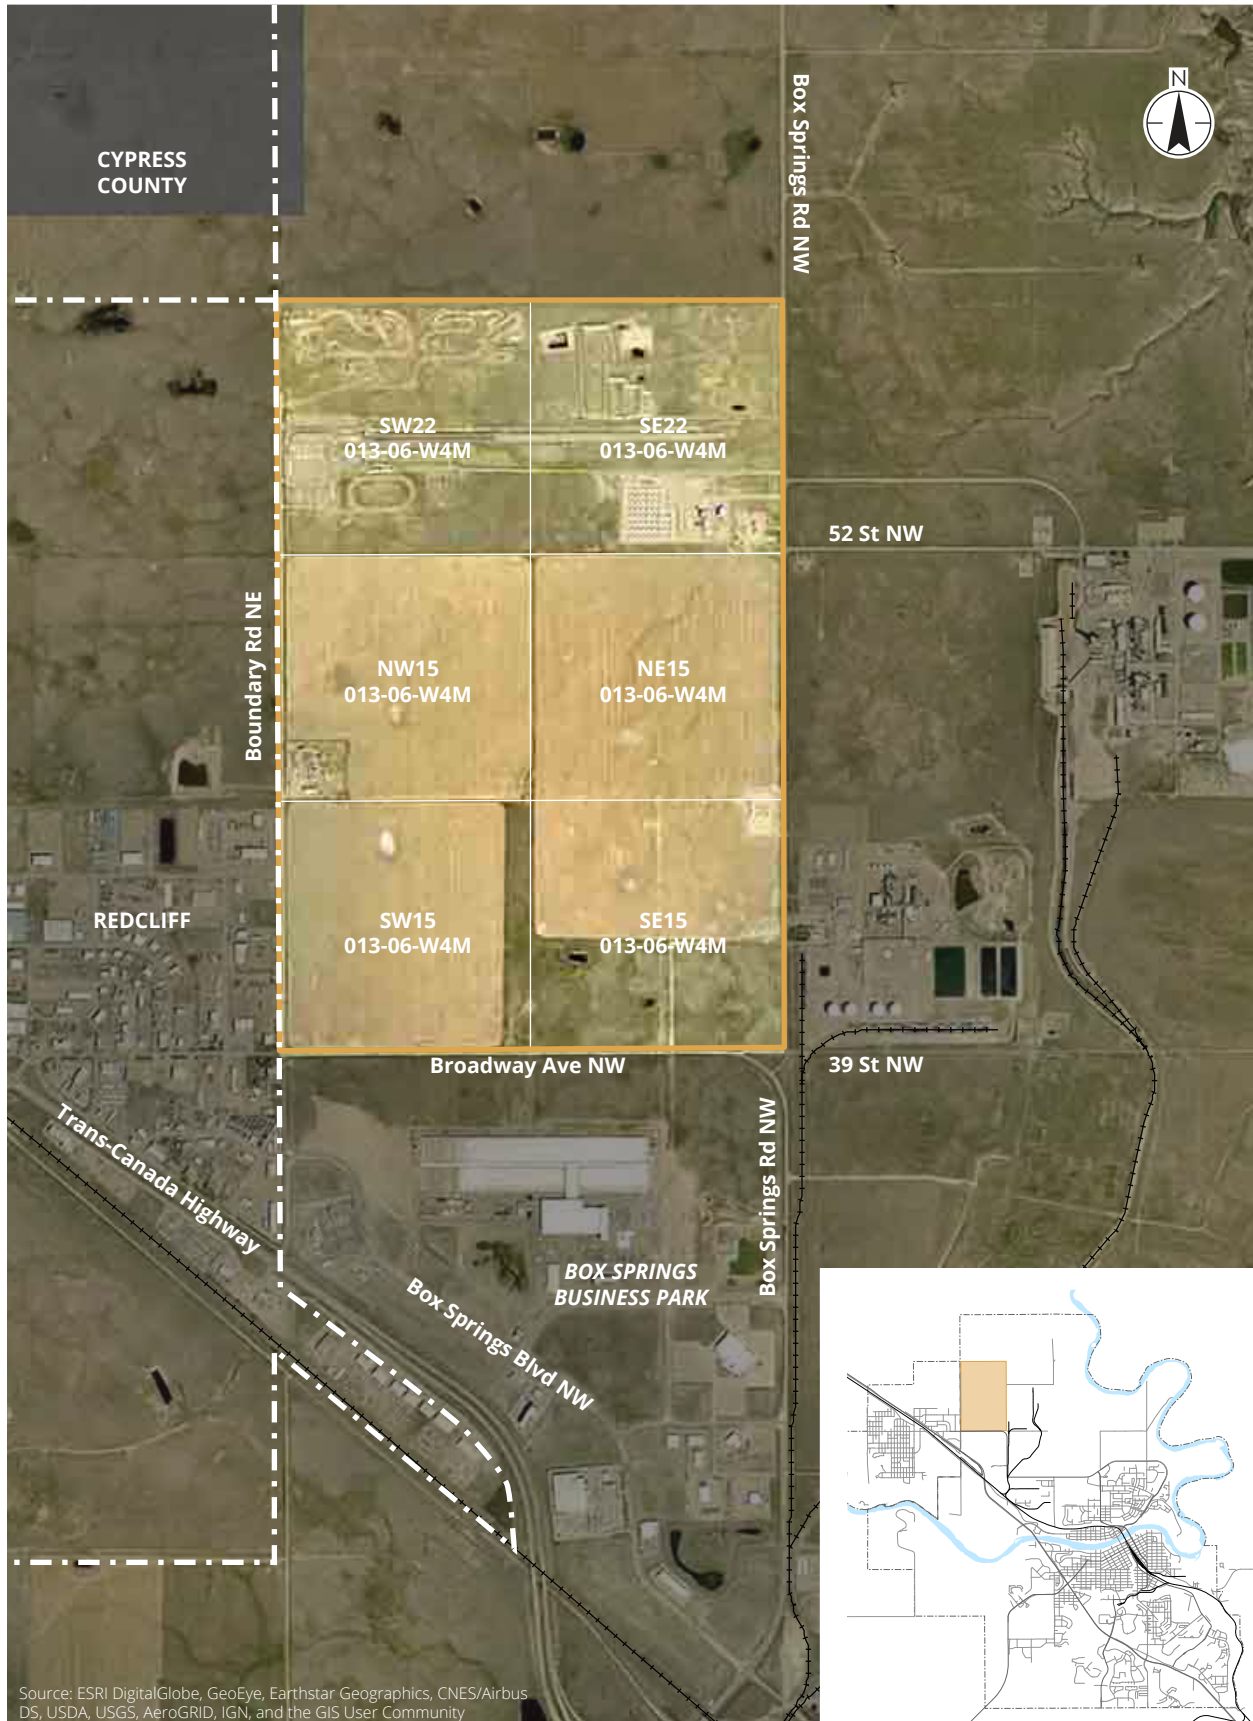 N
CYPRESS
COUNTY
Box Springs Rd NW
SW22
013-06-W4M
SE22
013-06-W4M
52 St NW
Boundary Rd NE
NW15
013-06-W4M
NE15
013-06-W4M
REDCLIFF
SW15
013-06-W4M
SE15
013-06-W4M
Broadway Ave NW
39 St NW
Trans-Canada Highway
Box Springs Rd NW
BOX SPRINGS
BUSINESS PARK
Box Springs Blvd NW
Source: ESRI DigitalGlobe, GeoEye, Earthstar Geographics, CNES/Airbus
DS, USDA, USGS, AeroGRID, IGN, and the GIS User Community